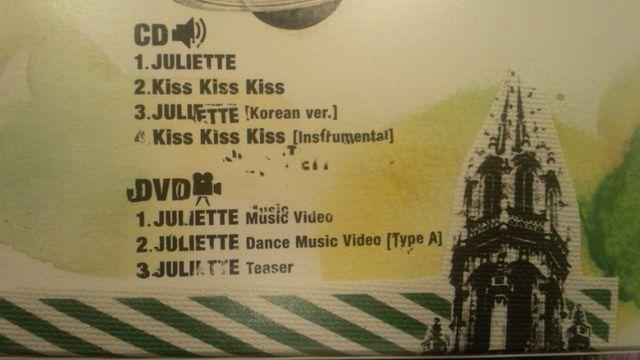 CD
1.JULIETTE
2.Kiss Kiss Kiss
3.JULIETTE [Korean ver.]
4.Kiss Kiss Kiss [Instrumental]
DVD
1.JULIETTE Music Video
2.JULIETTE Dance Music Video [Type A]
3.JULIETTE Teaser